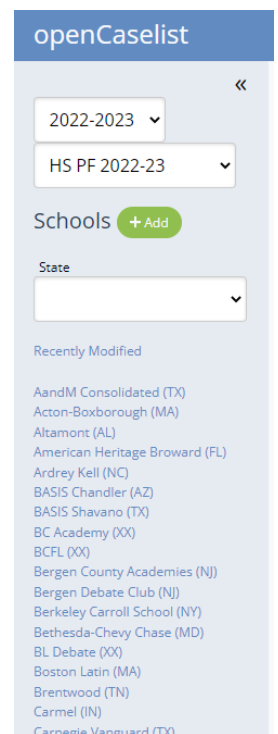 openCaselist
«
2022-2023
HS PF 2022-23
Schools + Add
State
Recently Modified
AandM Consolidated (TX)
Acton-Boxborough (MA)
Altamont (AL)
American Heritage Broward (FL)
Ardrey Kell (NC)
BASIS Chandler (AZ)
BASIS Shavano (TX)
BC Academy (XX)
BCFL (XX)
Bergen County Academies (NJ)
Bergen Debate Club (NJ)
Berkeley Carroll School (NY)
Bethesda-Chevy Chase (MD)
BL Debate (XX)
Boston Latin (MA)
Brentwood (TN)
Carmel (IN)
Carnegie Vanguard (TX)